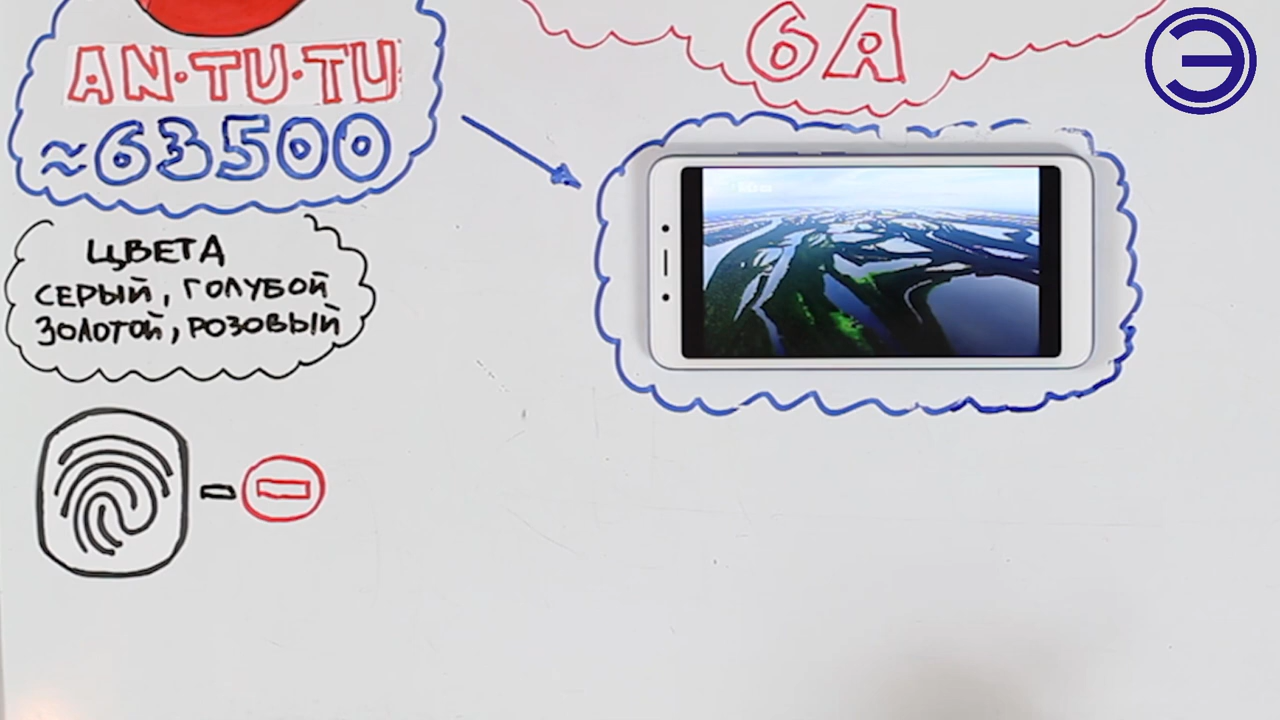 AN·TU·TU
≈63500
6A
ЦВЕТА
СЕРЫЙ, ГОЛУБОЙ
ЗОЛОТОЙ, РОЗОВЫЙ
Э